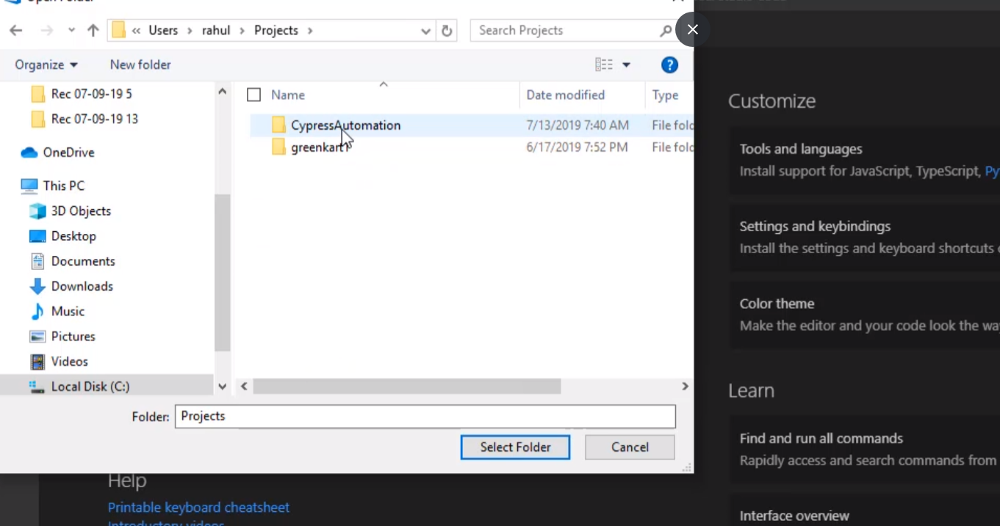 Open Folder
« Users > rahul > Projects >
Search Projects
Organize
New folder
Rec 07-09-19 5
Rec 07-09-19 13
OneDrive
This PC
3D Objects
Desktop
Documents
Downloads
Music
Pictures
Videos
Local Disk (C:)
Name Date modified Type
CypressAutomation 7/13/2019 7:40 AM File fold
greenkart 6/17/2019 7:52 PM File fold
Folder: Projects
Select Folder Cancel
Help
Printable keyboard cheatsheet
Introductory videos
Customize
Tools and languages
Install support for JavaScript, TypeScript, Py
Settings and keybindings
Install the settings and keyboard shortcuts
Color theme
Make the editor and your code look the wa
Learn
Find and run all commands
Rapidly access and search commands from
Interface overview